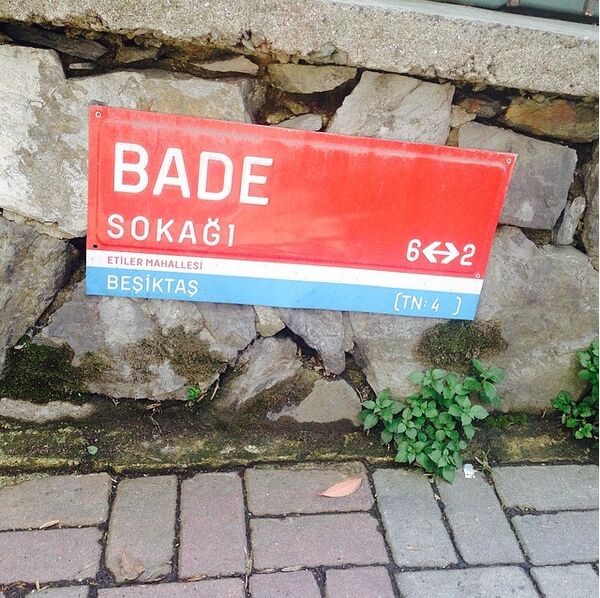 BADE
SOKAĞI
6↔2
ETİLER MAHALLESİ
BEŞİKTAŞ
(TN: 4 )